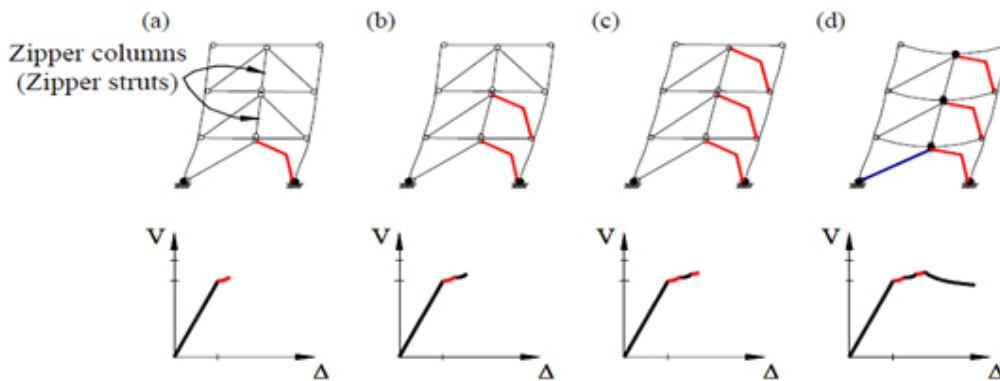 (a) (b) (c) (d)
Zipper columns
(Zipper struts)
V V V V
Δ Δ Δ Δ